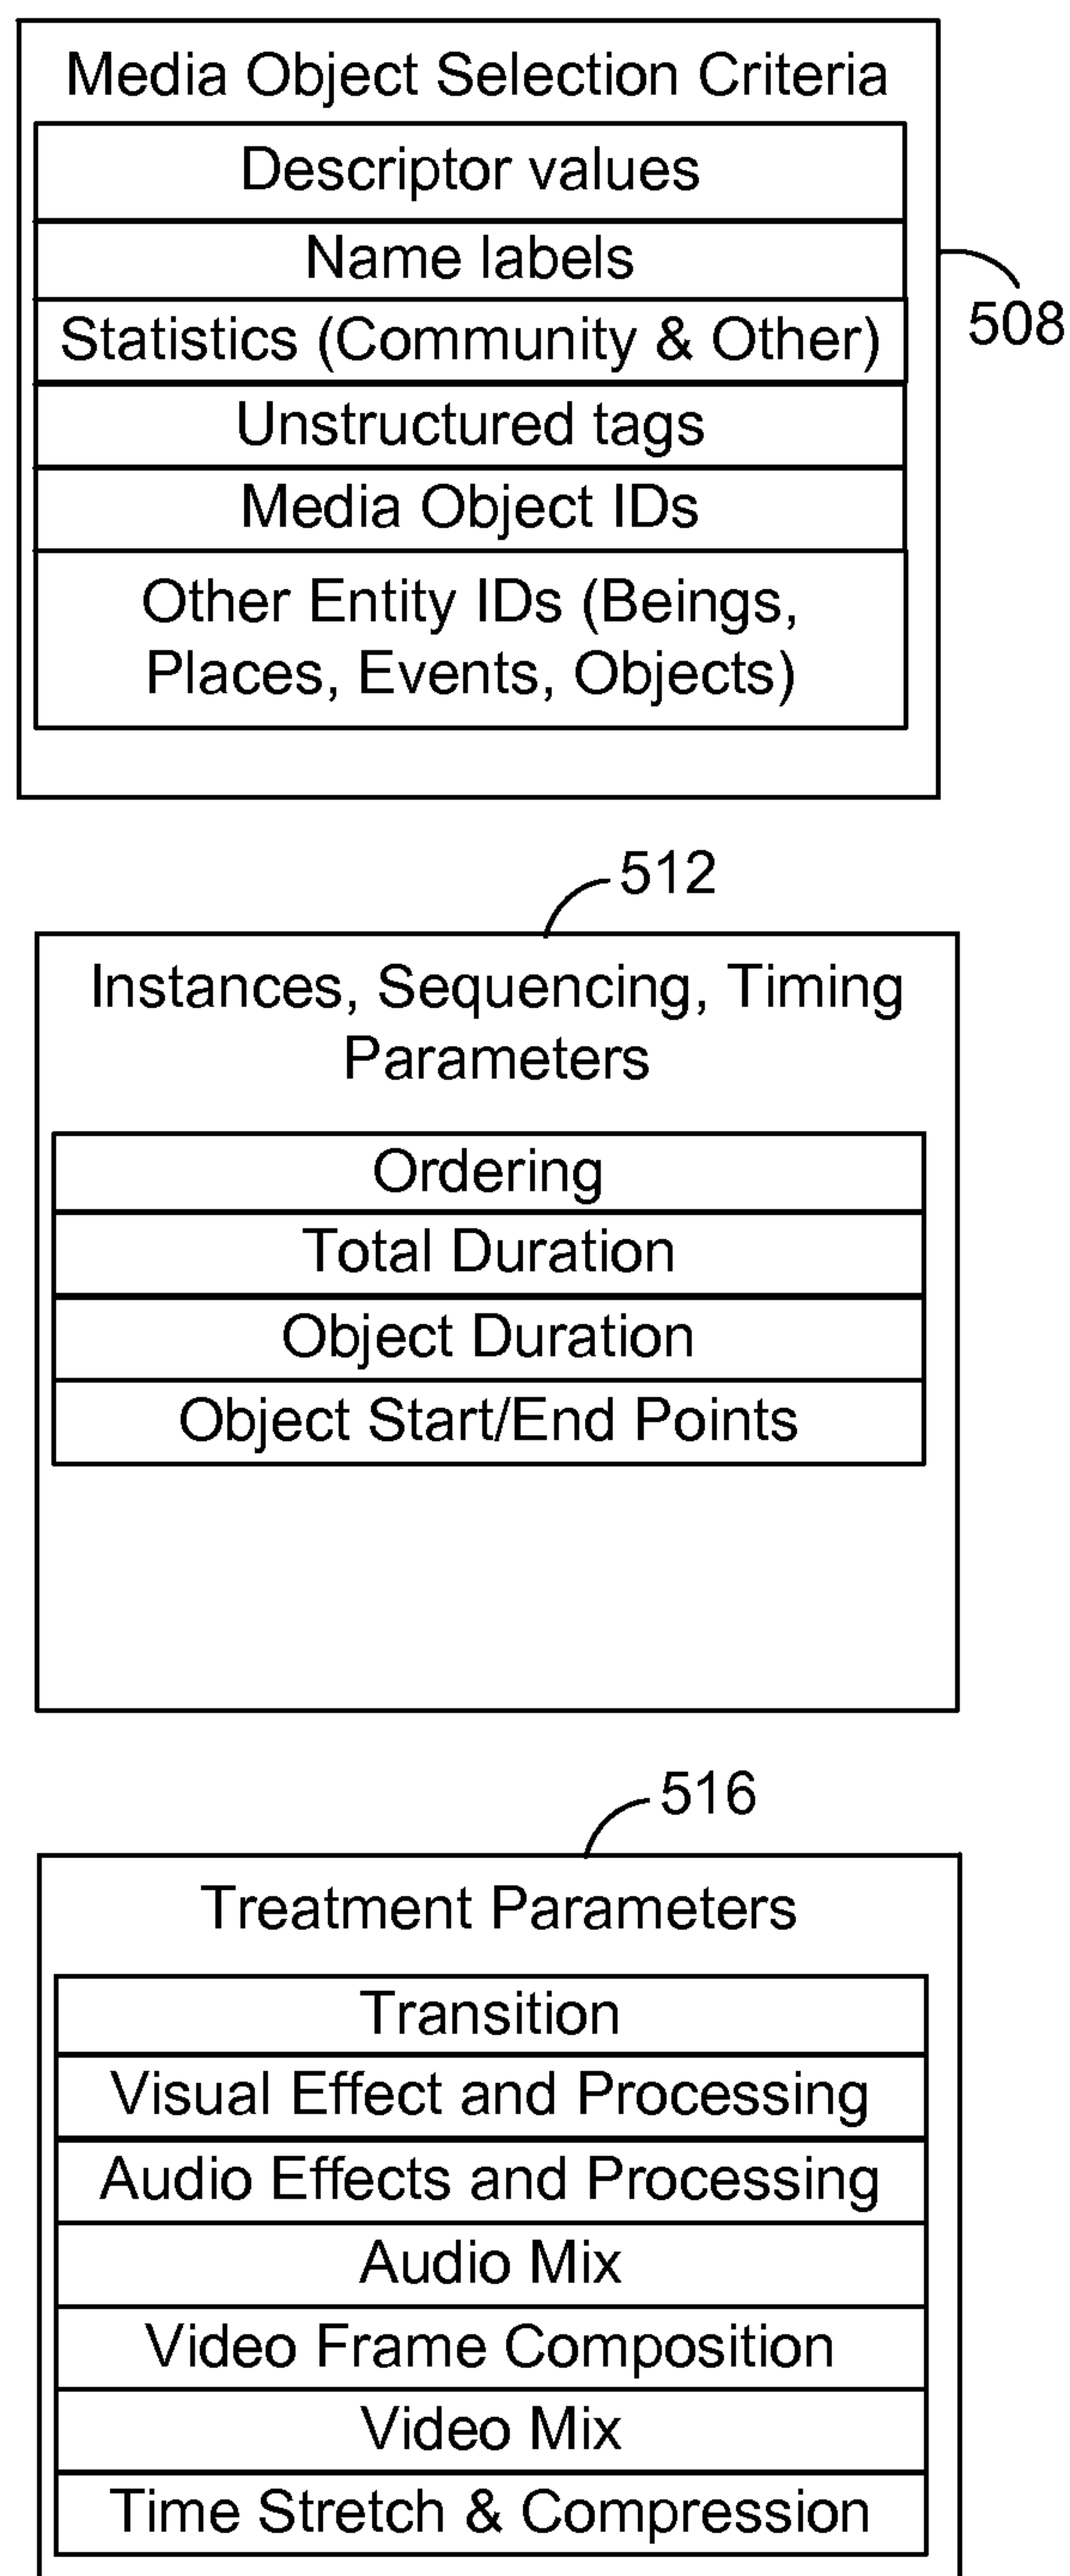 Media Object Selection Criteria
Descriptor values
Name labels
508
Statistics (Community & Other)
Unstructured tags
Media Object IDs
Other Entity IDs (Beings,
Places, Events, Objects)
512
Instances, Sequencing, Timing
Parameters
Ordering
Total Duration
Object Duration
Object Start/End Points
516
Treatment Parameters
Transition
Visual Effect and Processing
Audio Effects and Processing
Audio Mix
Video Frame Composition
Video Mix
Time Stretch & Compression